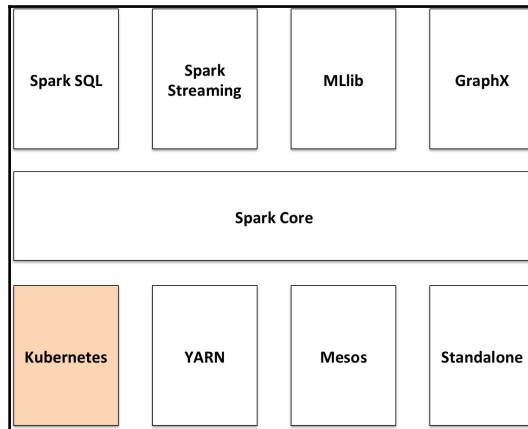 Spark SQL
Spark
Streaming
MLlib
GraphX
Spark Core
Kubernetes
YARN
Mesos
Standalone